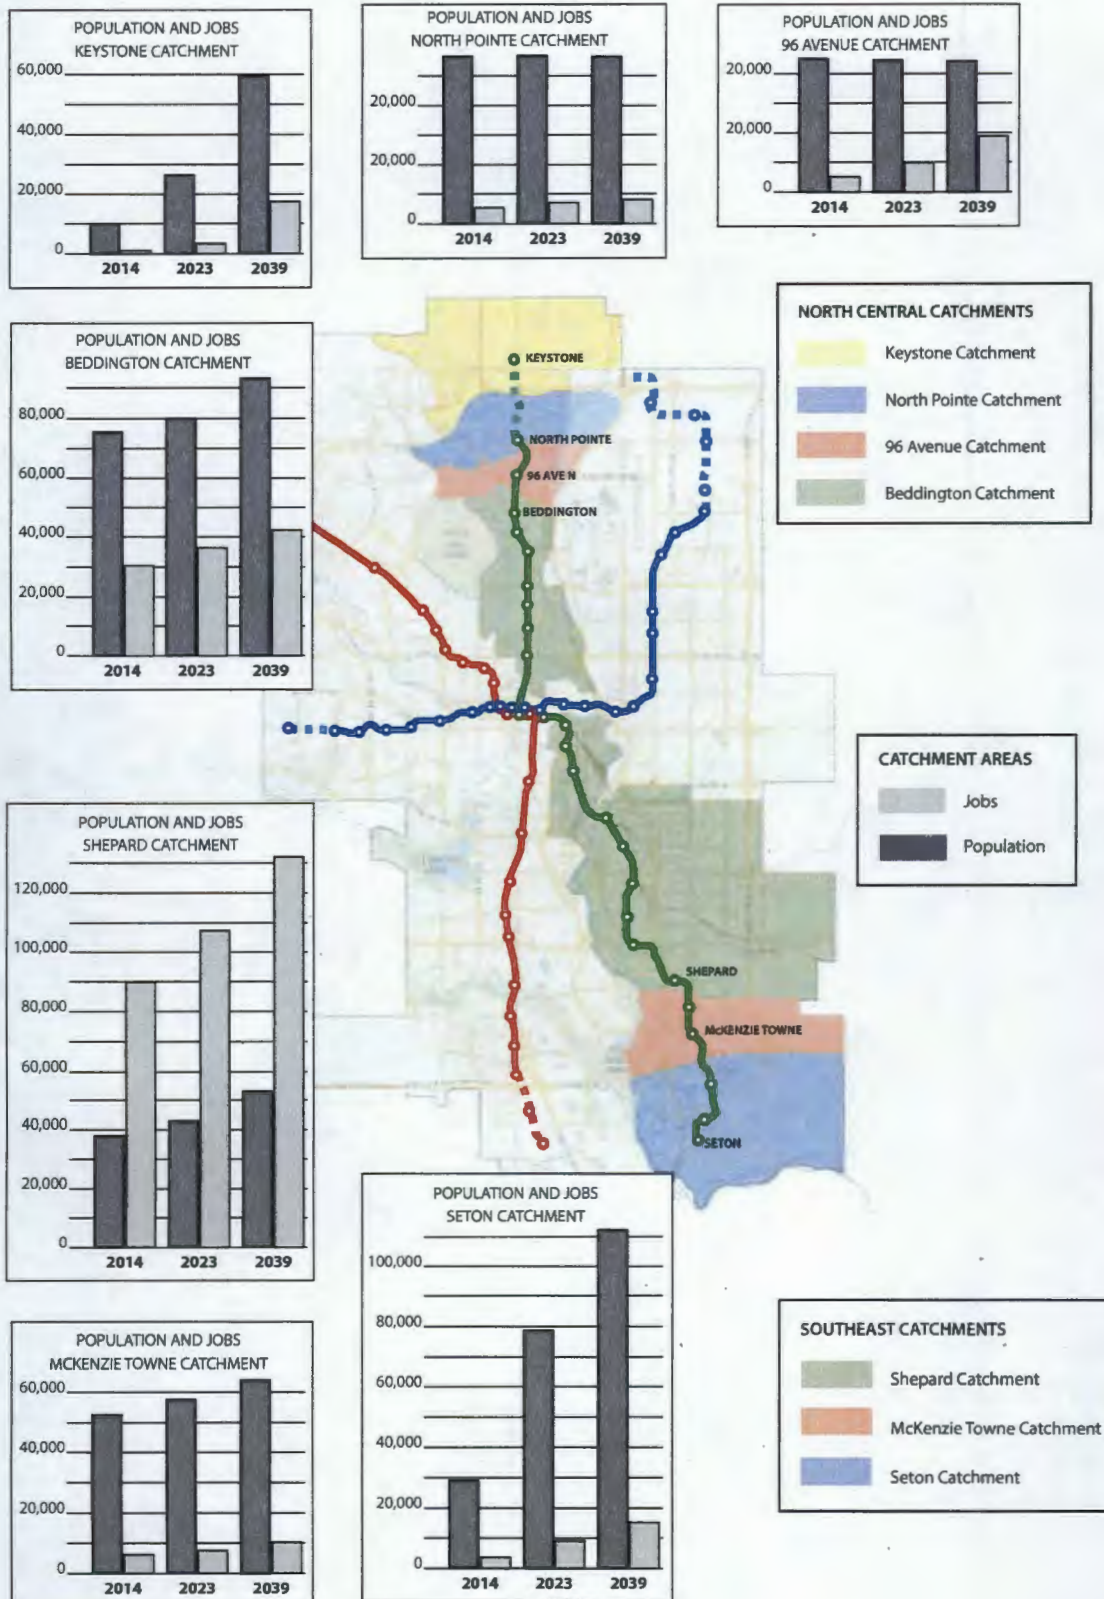 POPULATION AND JOBS
KEYSTONE CATCHMENT
60,000
40,000
20,000
0
2014 2023 2039
POPULATION AND JOBS
NORTH POINTE CATCHMENT
20,000
20,000
0
2014 2023 2039
POPULATION AND JOBS
96 AVENUE CATCHMENT
20,000
20,000
0
2014 2023 2039
POPULATION AND JOBS
BEDDINGTON CATCHMENT
80,000
60,000
40,000
20,000
0
2014 2023 2039
KEYSTONE
NORTH POINTE
96 AVE N
BEDDINGTON
SHEPARD
McKENZIE TOWNE
SETON
NORTH CENTRAL CATCHMENTS
Keystone Catchment
North Pointe Catchment
96 Avenue Catchment
Beddington Catchment
CATCHMENT AREAS
Jobs
Population
POPULATION AND JOBS
SHEPARD CATCHMENT
120,000
100,000
80,000
60,000
40,000
20,000
0
2014 2023 2039
POPULATION AND JOBS
SETON CATCHMENT
100,000
80,000
60,000
40,000
20,000
0
2014 2023 2039
POPULATION AND JOBS
MCKENZIE TOWNE CATCHMENT
60,000
40,000
20,000
0
2014 2023 2039
SOUTHEAST CATCHMENTS
Shepard Catchment
McKenzie Towne Catchment
Seton Catchment